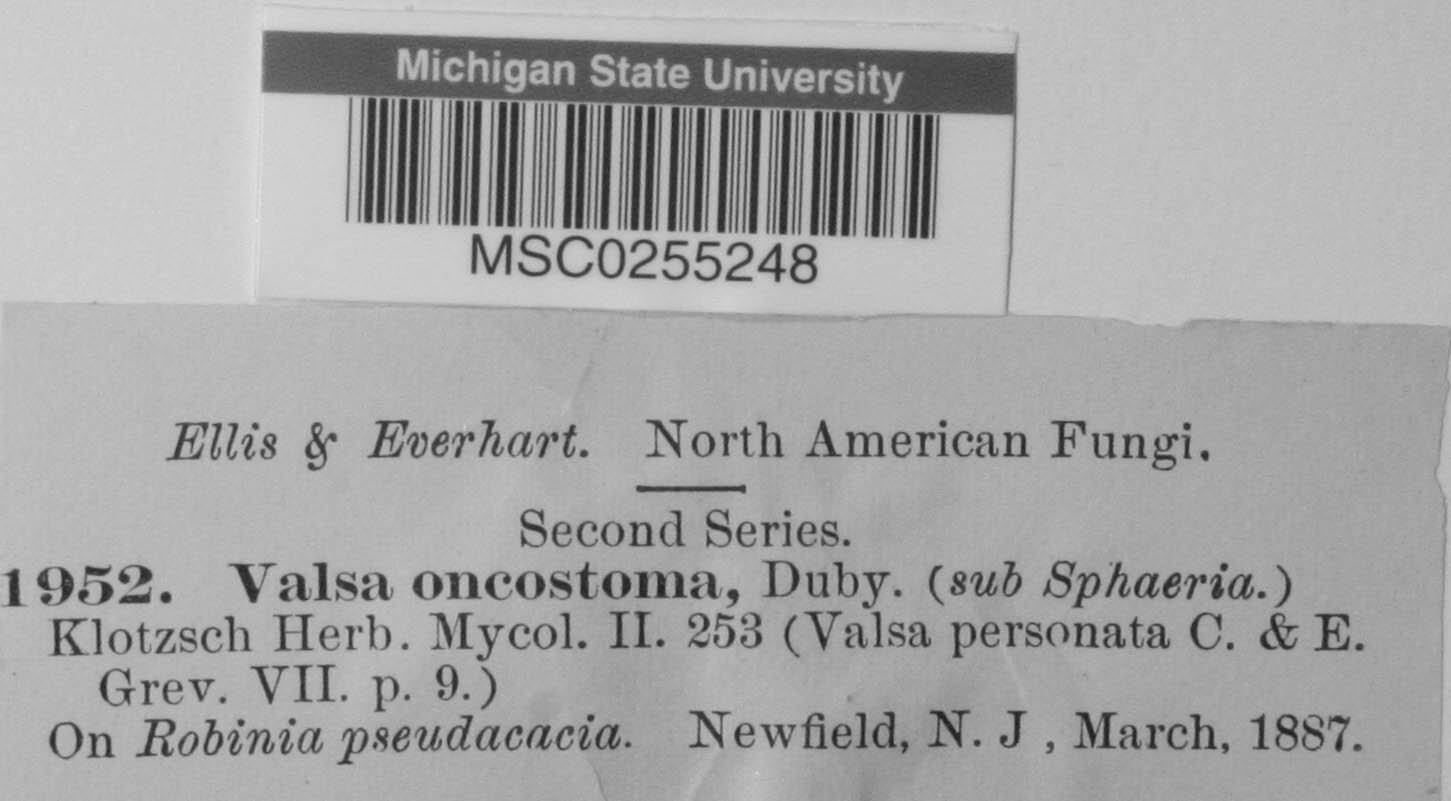 Michigan State University
MSC0255248
Ellis & Everhart. North American Fungi.
Second Series.
1952. Valsa oncostoma, Duby. (sub Sphaeria.)
Klotzsch Herb. Mycol. II. 253 (Valsa personata C. & E.
Grev. VII. p. 9.)
On Robinia pseudacacia. Newfield, N. J , March, 1887.